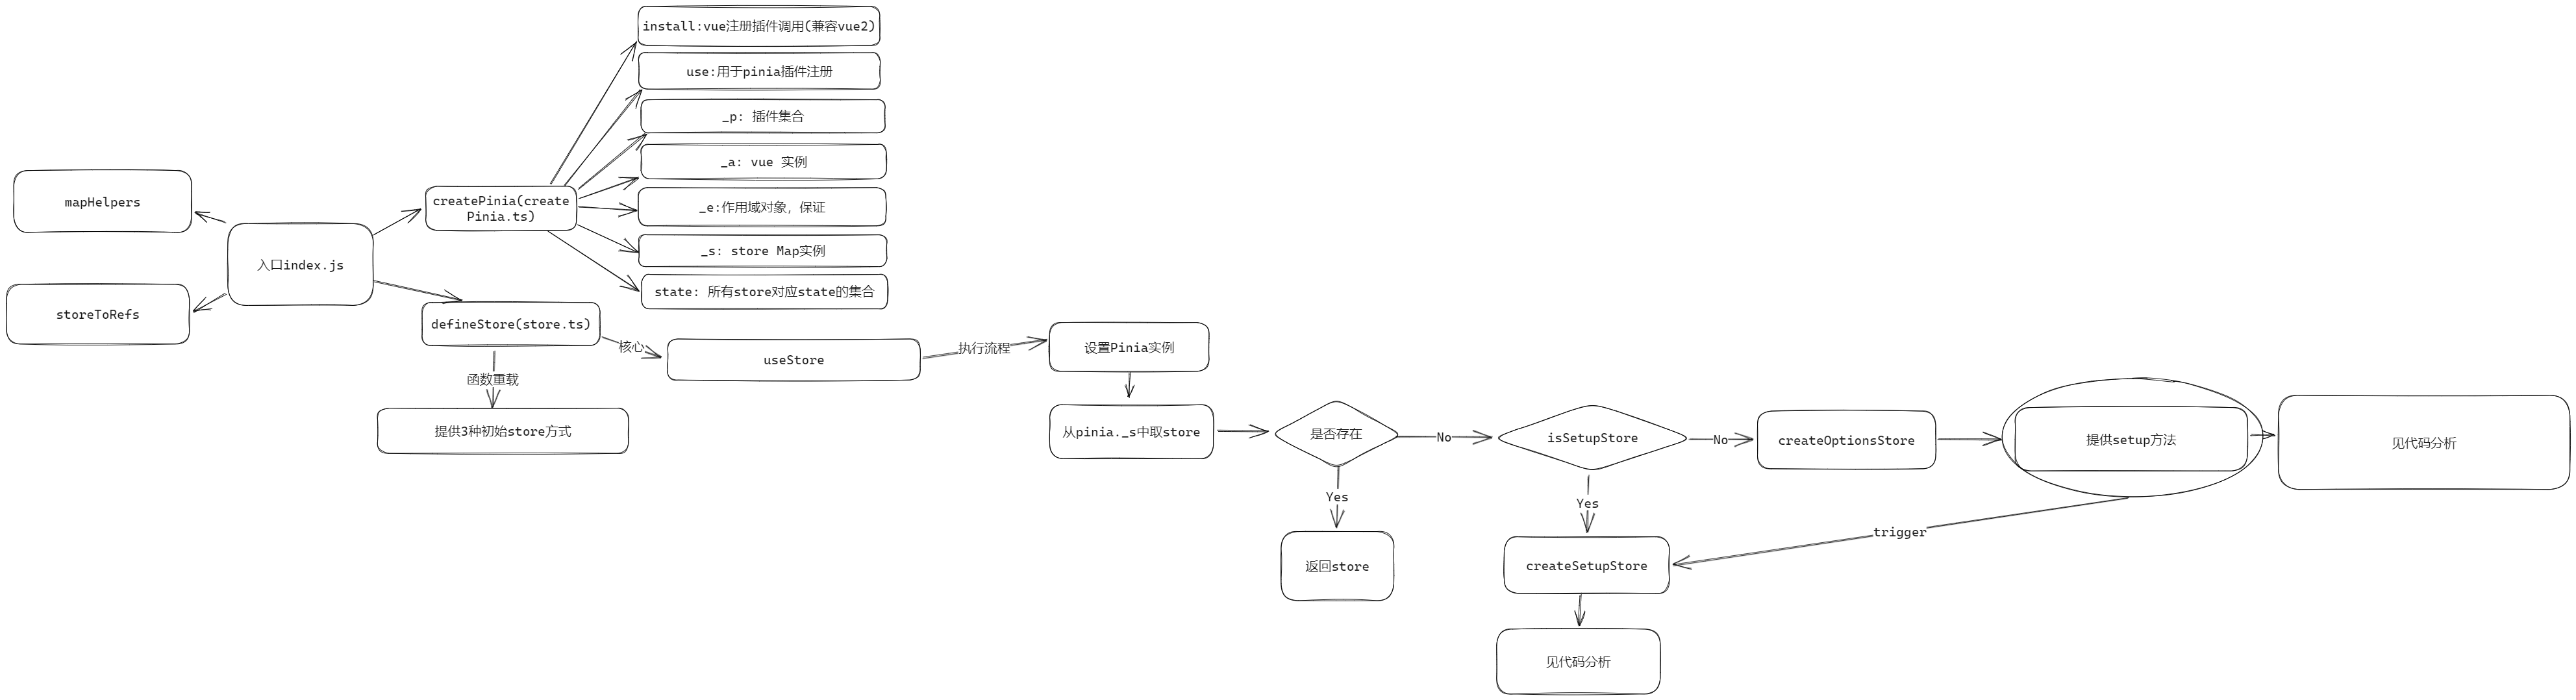 install:vue注册插件调用(兼容vue2)
use:用于pinia插件注册
_p: 插件集合
_a: vue 实例
_e:作用域对象，保证
_s: store Map实例
state: 所有store对应state的集合
mapHelpers
createPinia(create
Pinia.ts)
入口index.js
storeToRefs
defineStore(store.ts)
核心
useStore
执行流程
设置Pinia实例
函数重载
提供3种初始store方式
从pinia._s中取store
是否存在
No
isSetupStore
No
createOptionsStore
提供setup方法
见代码分析
Yes
Yes
trigger
返回store
createSetupStore
见代码分析